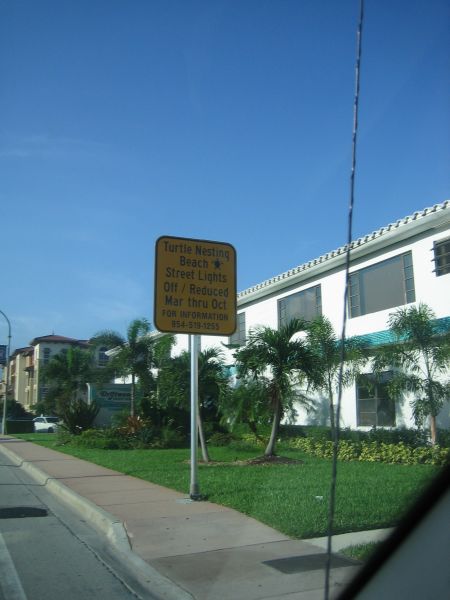 Turtle Nesting
Beach
Street Lights
Off / Reduced
Mar thru Oct
FOR INFORMATION
954-519-1255